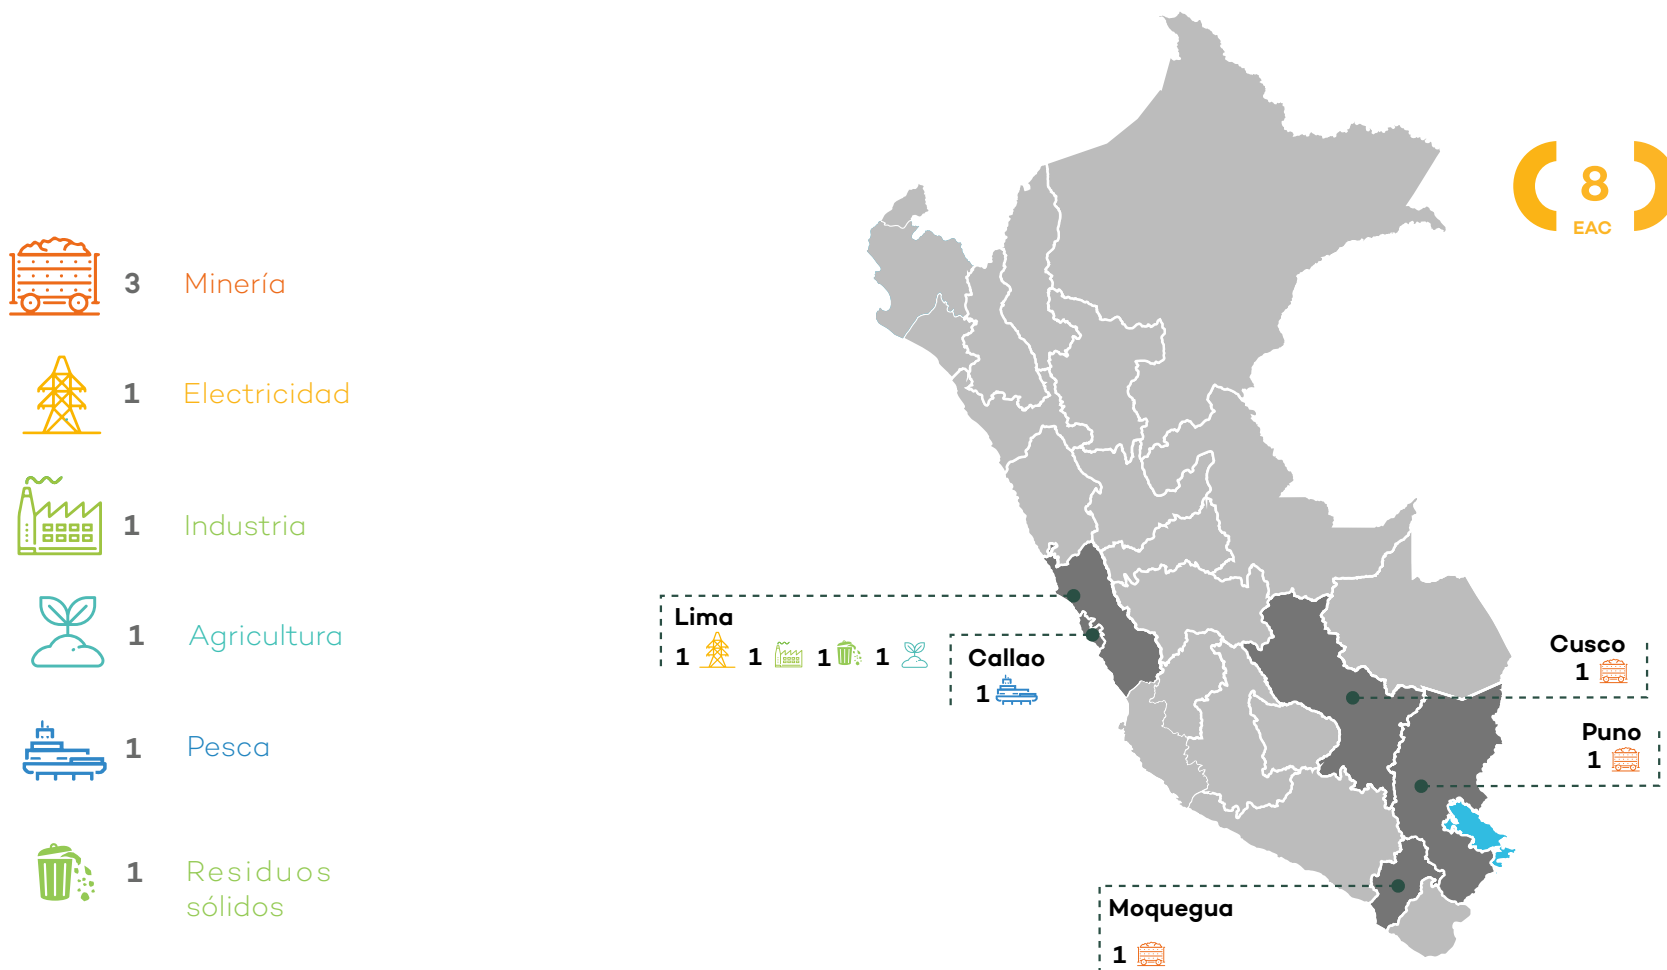 8
EAC
3 Minería
1 Electricidad
1 Industria
1 Agricultura
1 Pesca
1 Residuos
sólidos
Lima
1 1 1 1
Callao
1
Cusco
1
Puno
1
Moquegua
1